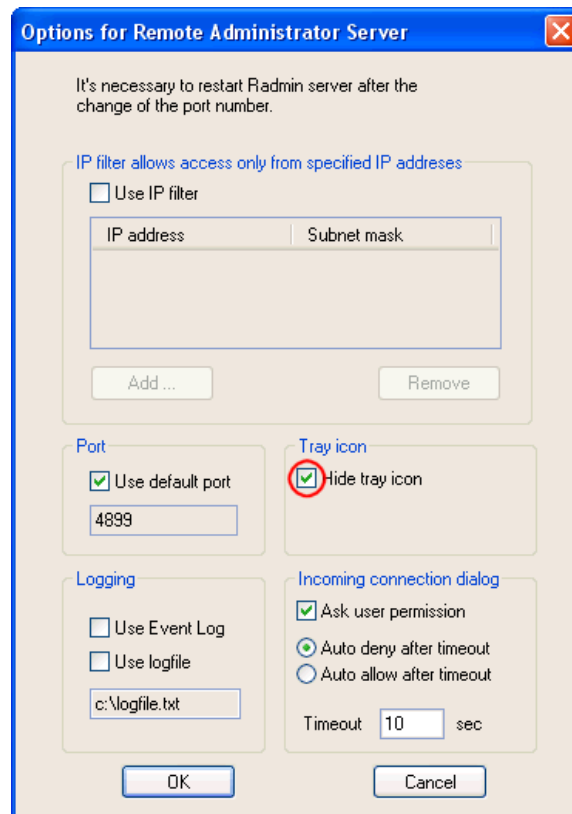 Options for Remote Administrator Server
It's necessary to restart Radmin server after the
change of the port number.
IP filter allows access only from specified IP addreses
Use IP filter
IP address Subnet mask
Add ... Remove
Port
Use default port
4899
Tray icon
Hide tray icon
Logging
Use Event Log
Use logfile
c:\logfile.txt
Incoming connection dialog
Ask user permission
Auto deny after timeout
Auto allow after timeout
Timeout 10 sec
OK Cancel